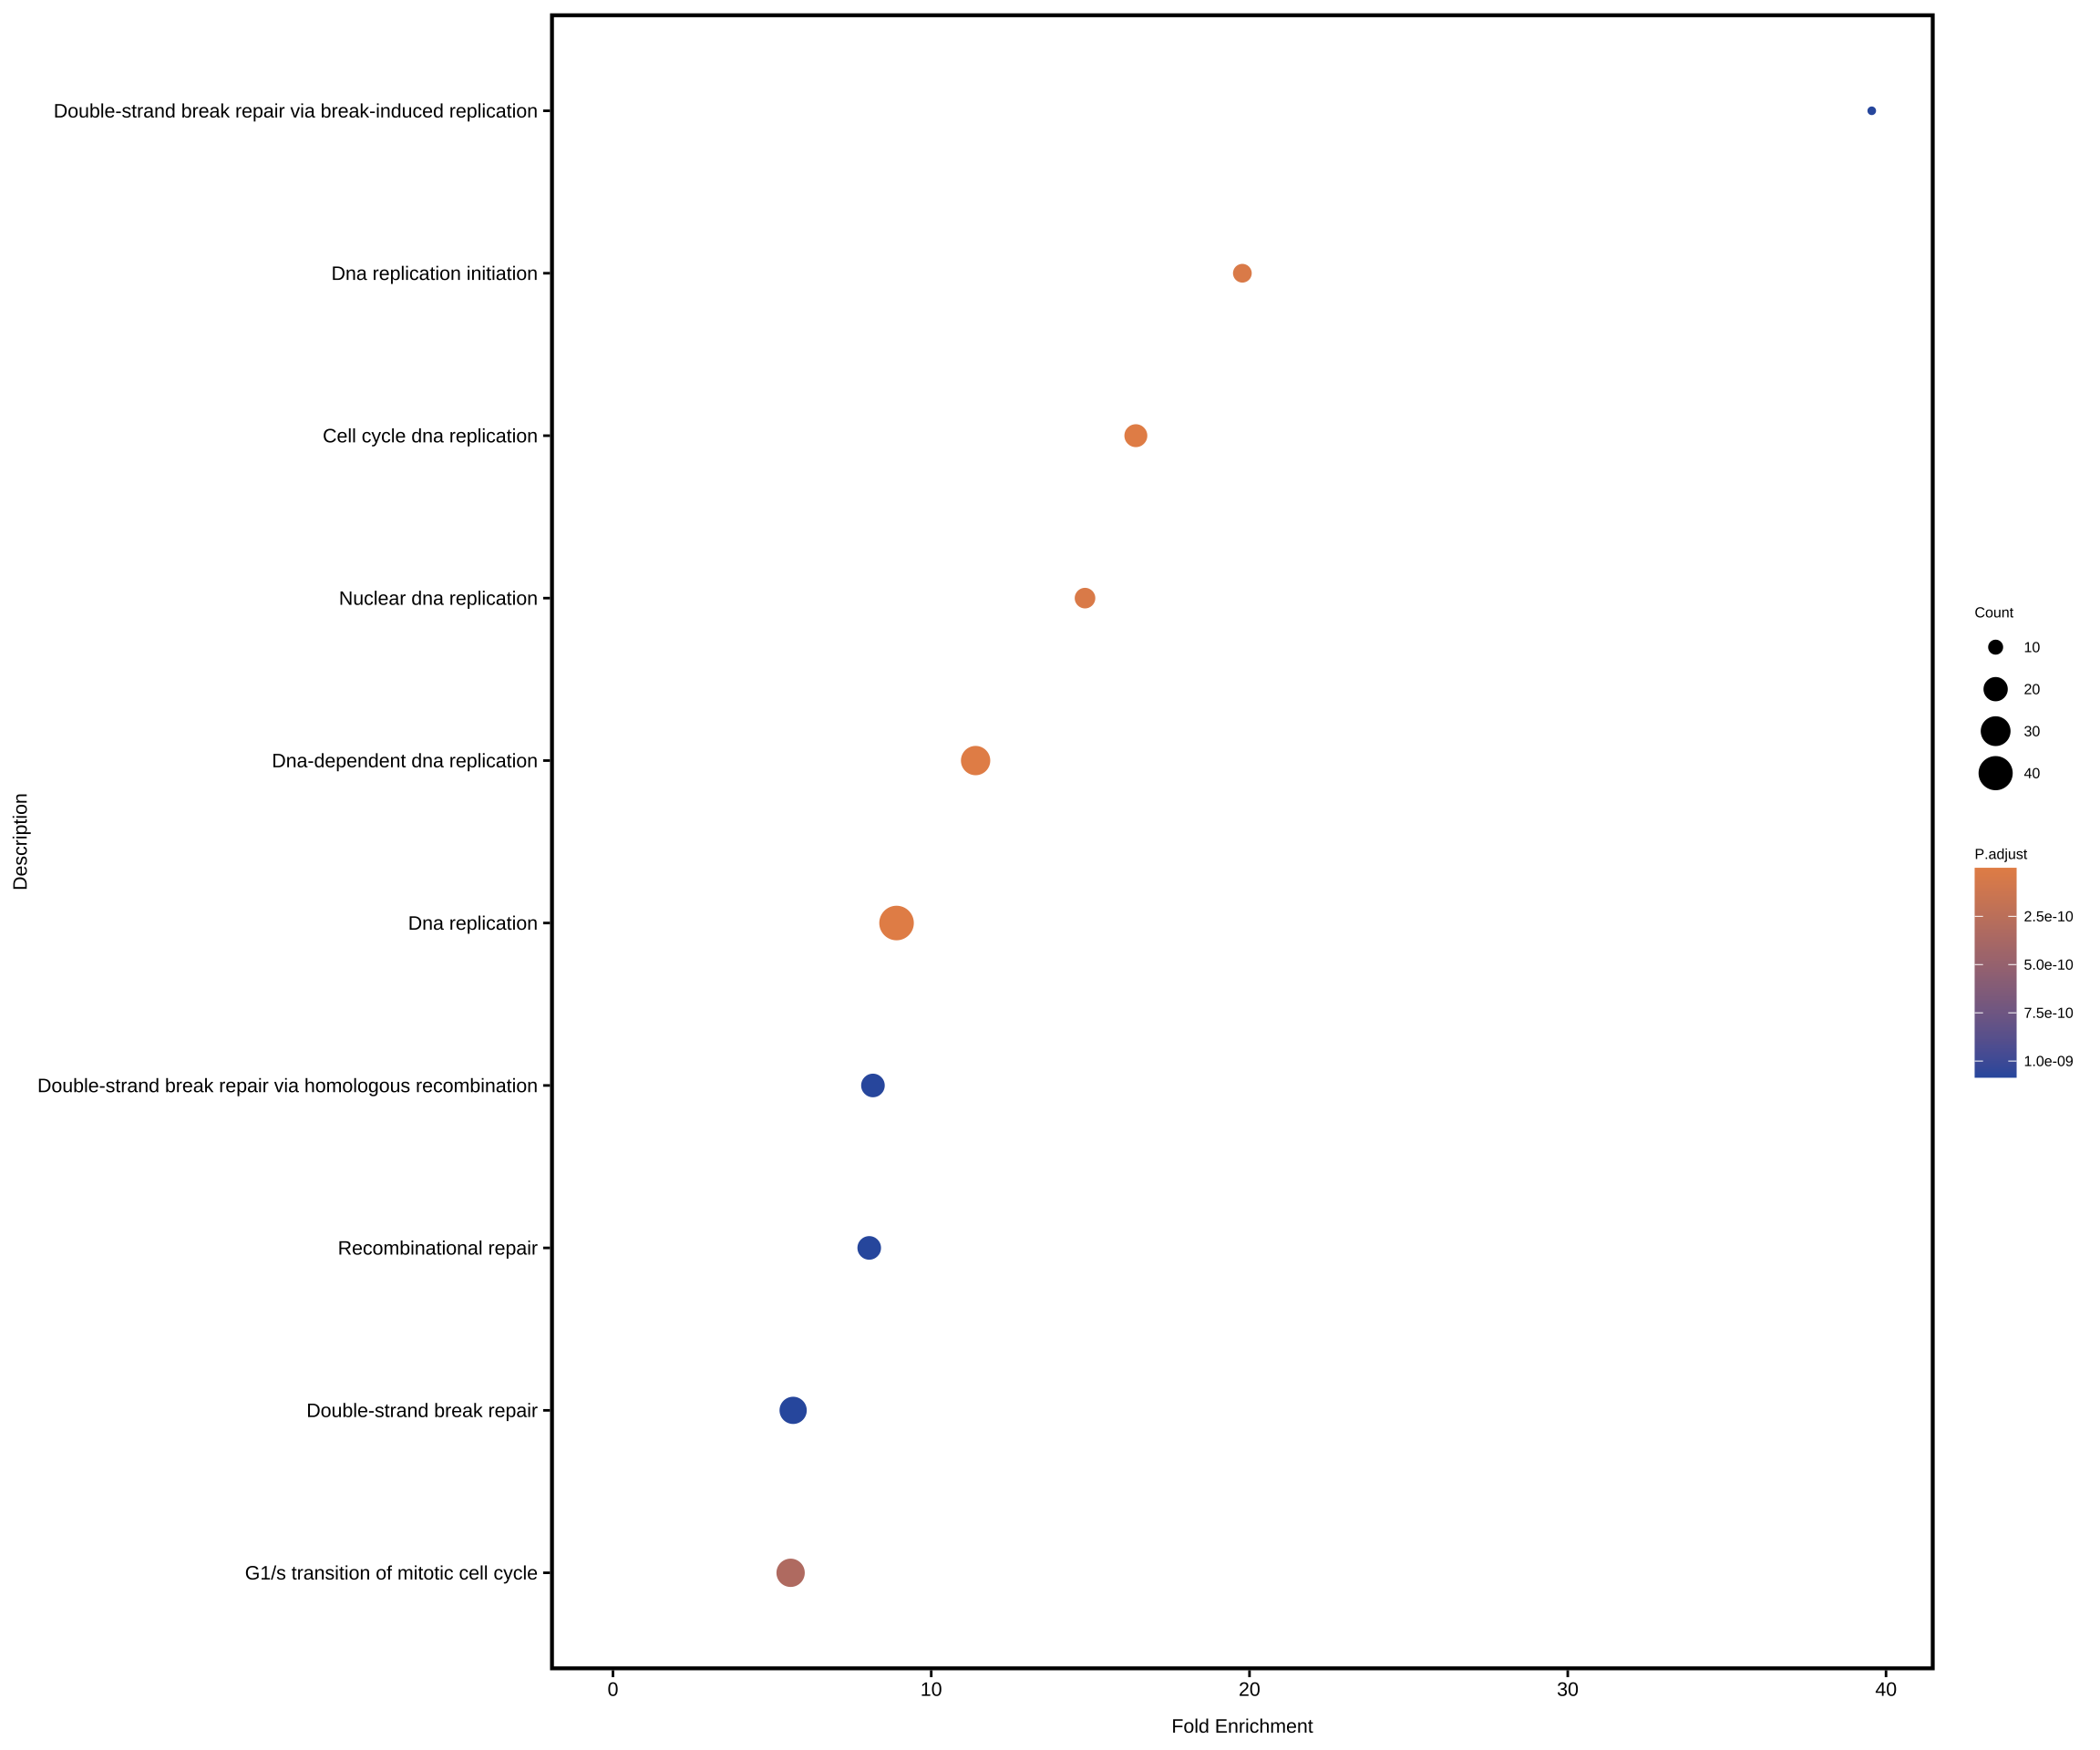 Double-strand break repair via break-induced replication
Dna replication initiation
Cell cycle dna replication
Nuclear dna replication
Dna-dependent dna replication
Dna replication
Double-strand break repair via homologous recombination
Recombinational repair
Double-strand break repair
G1/s transition of mitotic cell cycle
Description
0
10
20
30
40
Fold Enrichment
Count
10
20
30
40
P.adjust
2.5e-10
5.0e-10
7.5e-10
1.0e-09